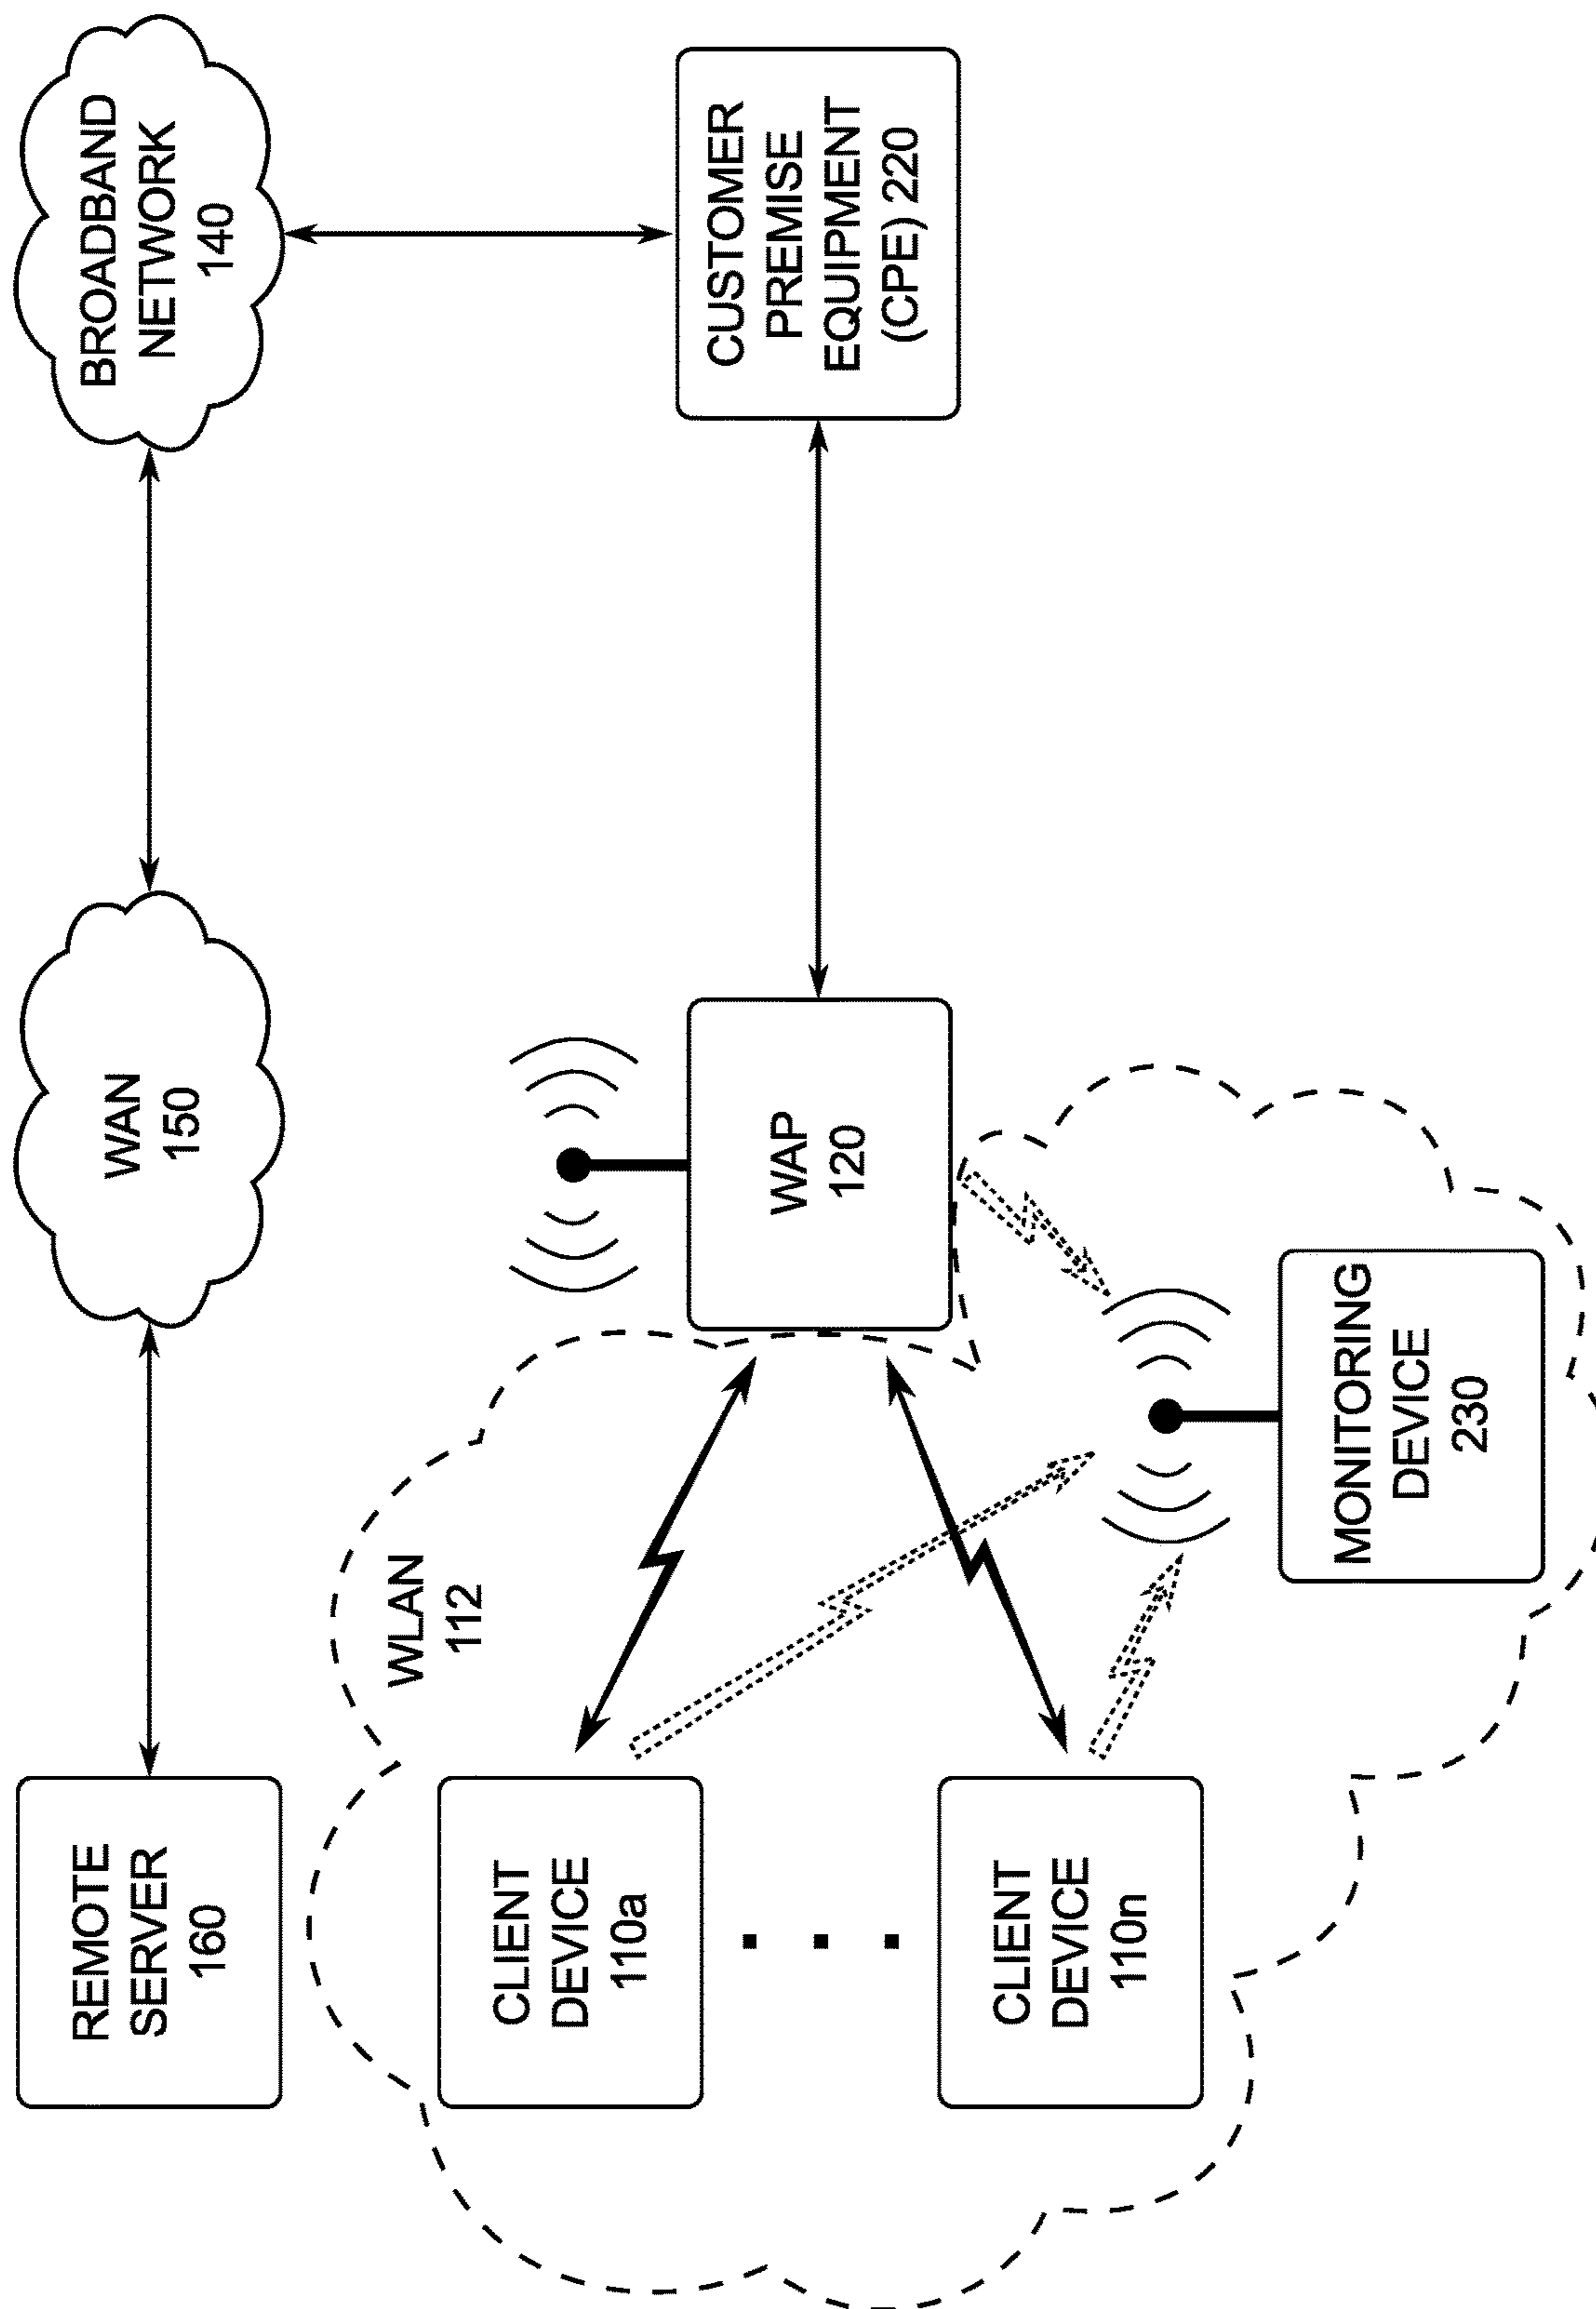 REMOTE
SERVER
160
WAN
150
BROADBAND
NETWORK
140
WLAN
112
CLIENT
DEVICE
110a
CLIENT
DEVICE
110n
WAP
120
MONITORING
DEVICE
230
CUSTOMER
PREMISE
EQUIPMENT
(CPE) 220